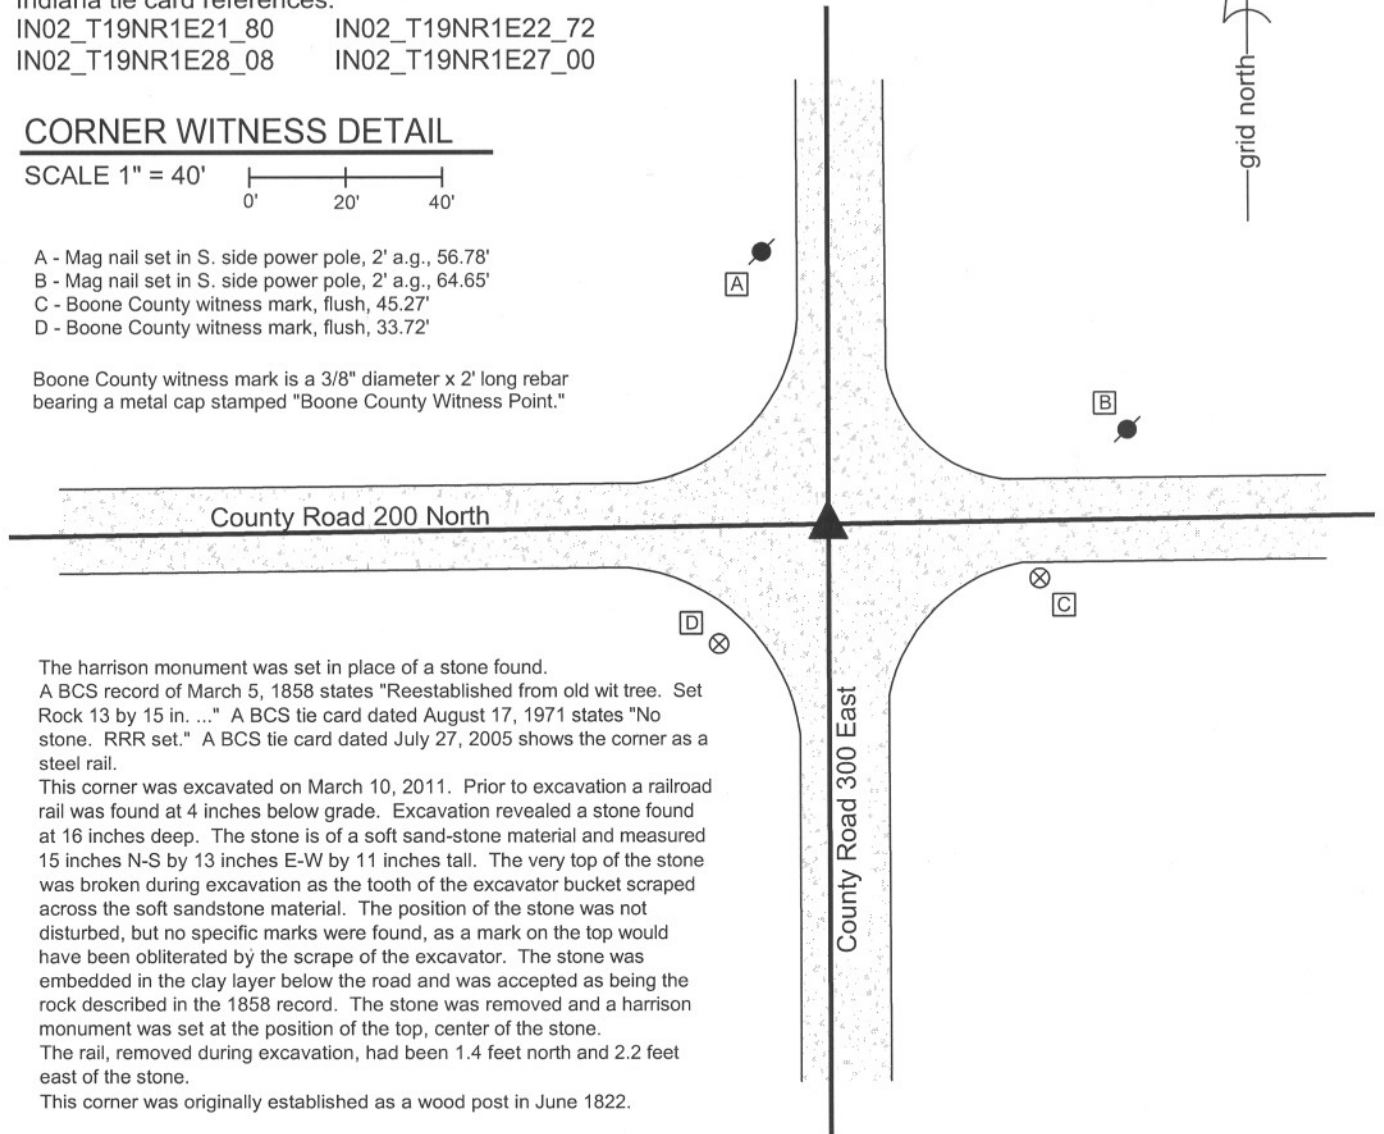 Indiana tie card references:
IN02_T19NR1E21_80 IN02_T19NR1E22_72
IN02_T19NR1E28_08 IN02_T19NR1E27_00
CORNER WITNESS DETAIL
SCALE 1" = 40'
0' 20' 40'
A - Mag nail set in S. side power pole, 2' a.g., 56.78'
B - Mag nail set in S. side power pole, 2' a.g., 64.65'
C - Boone County witness mark, flush, 45.27'
D - Boone County witness mark, flush, 33.72'
Boone County witness mark is a 3/8" diameter x 2' long rebar
bearing a metal cap stamped "Boone County Witness Point."
grid north
A
B
County Road 200 North
C
D
County Road 300 East
The harrison monument was set in place of a stone found.
A BCS record of March 5, 1858 states "Reestablished from old wit tree. Set
Rock 13 by 15 in. ..." A BCS tie card dated August 17, 1971 states "No
stone. RRR set." A BCS tie card dated July 27, 2005 shows the corner as a
steel rail.
This corner was excavated on March 10, 2011. Prior to excavation a railroad
rail was found at 4 inches below grade. Excavation revealed a stone found
at 16 inches deep. The stone is of a soft sand-stone material and measured
15 inches N-S by 13 inches E-W by 11 inches tall. The very top of the stone
was broken during excavation as the tooth of the excavator bucket scraped
across the soft sandstone material. The position of the stone was not
disturbed, but no specific marks were found, as a mark on the top would
have been obliterated by the scrape of the excavator. The stone was
embedded in the clay layer below the road and was accepted as being the
rock described in the 1858 record. The stone was removed and a harrison
monument was set at the position of the top, center of the stone.
The rail, removed during excavation, had been 1.4 feet north and 2.2 feet
east of the stone.
This corner was originally established as a wood post in June 1822.